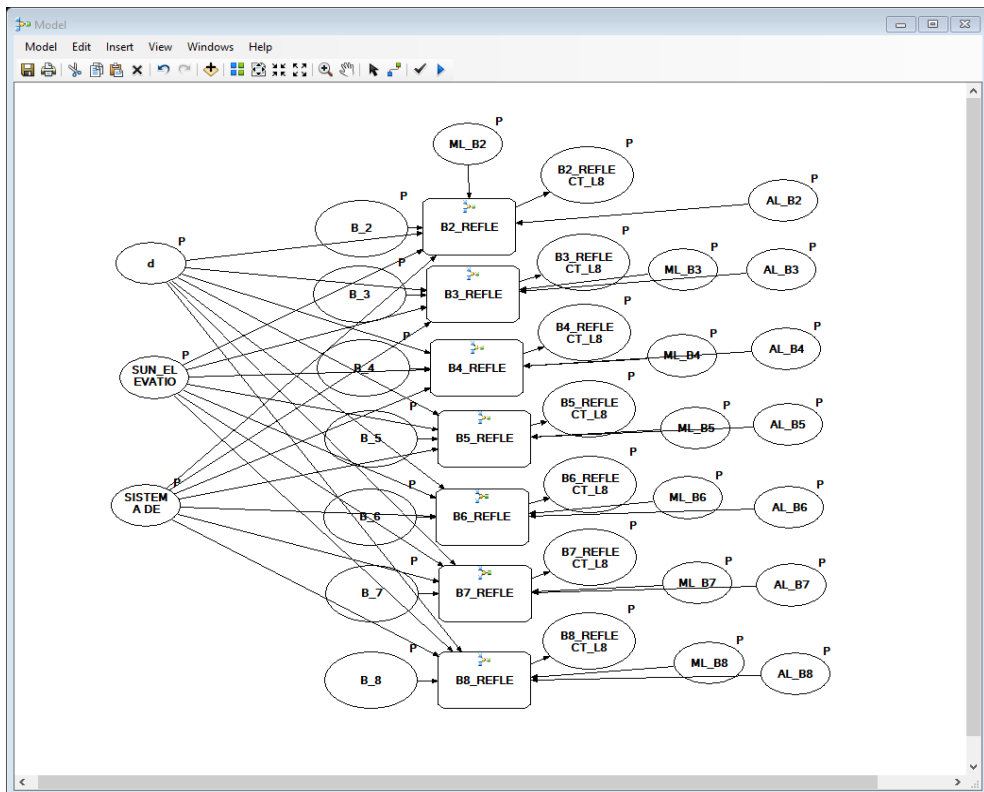 Model
Model Edit Insert View Windows Help
P
ML_B2
P
B2_REFLE
CT_L8
P
AL_B2
P
B_2
B2_REFLE
P
d
P
B_3
B3_REFLE
P
B3_REFLE
CT_L8
P
ML_B3
P
AL_B3
P
SUN_EL
EVATIO
P
B_4
B4_REFLE
P
B4_REFLE
CT_L8
P
ML_B4
P
AL_B4
P
B_5
B5_REFLE
P
B5_REFLE
CT_L8
P
ML_B5
P
AL_B5
P
SISTEM
A DE
P
B_6
B6_REFLE
P
B6_REFLE
CT_L8
P
ML_B6
P
AL_B6
P
B_7
B7_REFLE
P
B7_REFLE
CT_L8
P
ML_B7
P
AL_B7
P
B_8
B8_REFLE
P
B8_REFLE
CT_L8
P
ML_B8
P
AL_B8